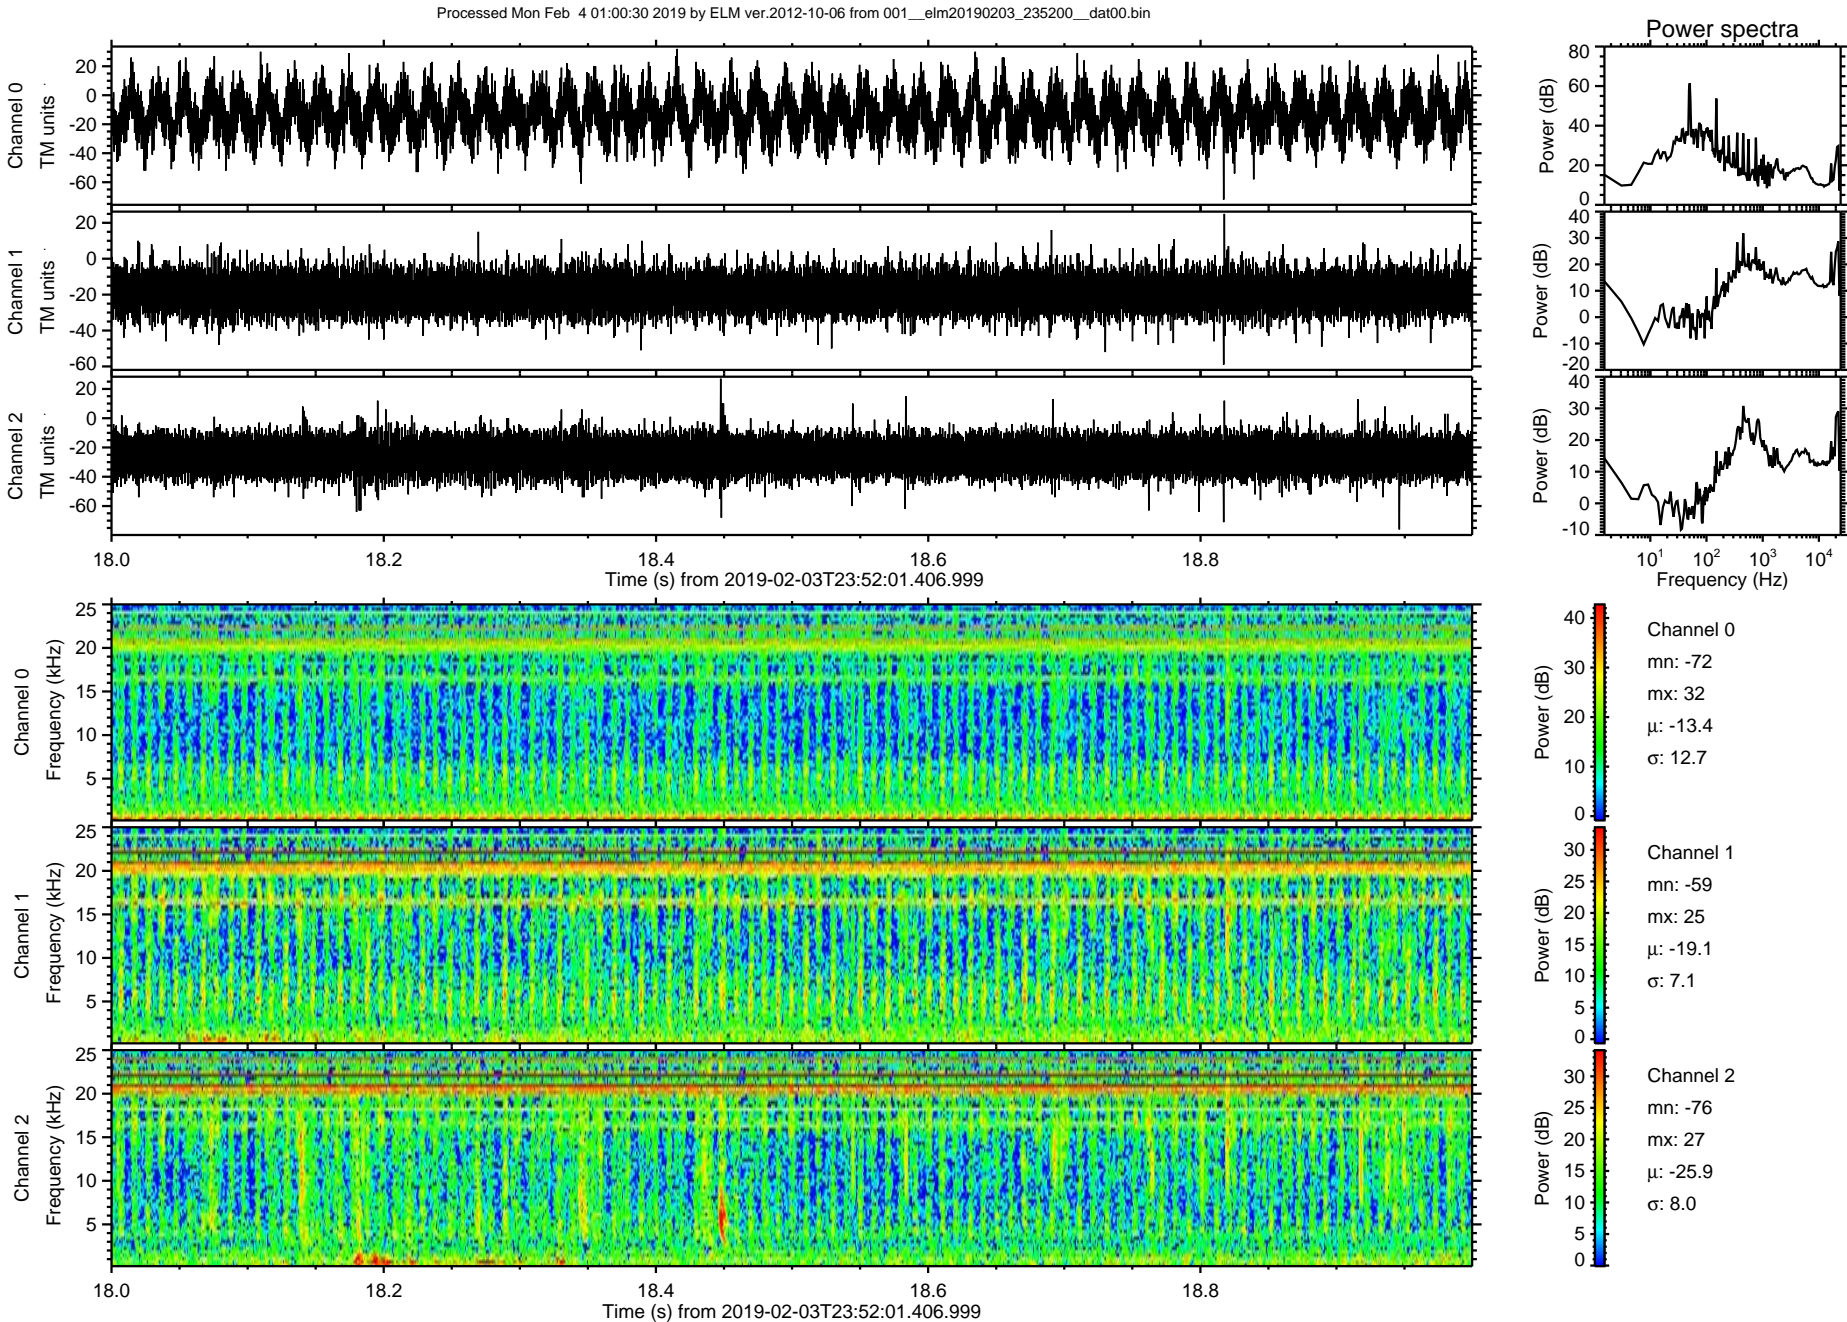 Processed Mon Feb  4 01:00:30 2019 by ELM ver.2012-10-06 from 001__elm20190203_235200__dat00.bin
Power spectra
Channel 0
TM units
20
0
-20
-40
-60
Power (dB)
80
60
40
20
0
Channel 1
TM units
20
0
-20
-40
-60
Power (dB)
40
30
20
10
0
-10
-20
Channel 2
TM units
20
0
-20
-40
-60
Power (dB)
40
30
20
10
0
-10
18.0 18.2 18.4 18.6 18.8
Time (s) from 2019-02-03T23:52:01.406.999
10¹ 10² 10³ 10⁴
Frequency (Hz)
Channel 0
Frequency (kHz)
25
20
15
10
5
Power (dB)
40
30
20
10
0
Channel 0
mn: -72
mx: 32
μ: -13.4
σ: 12.7
Channel 1
Frequency (kHz)
25
20
15
10
5
Power (dB)
30
25
20
15
10
5
0
Channel 1
mn: -59
mx: 25
μ: -19.1
σ: 7.1
Channel 2
Frequency (kHz)
25
20
15
10
5
Power (dB)
30
25
20
15
10
5
0
Channel 2
mn: -76
mx: 27
μ: -25.9
σ: 8.0
18.0 18.2 18.4 18.6 18.8
Time (s) from 2019-02-03T23:52:01.406.999